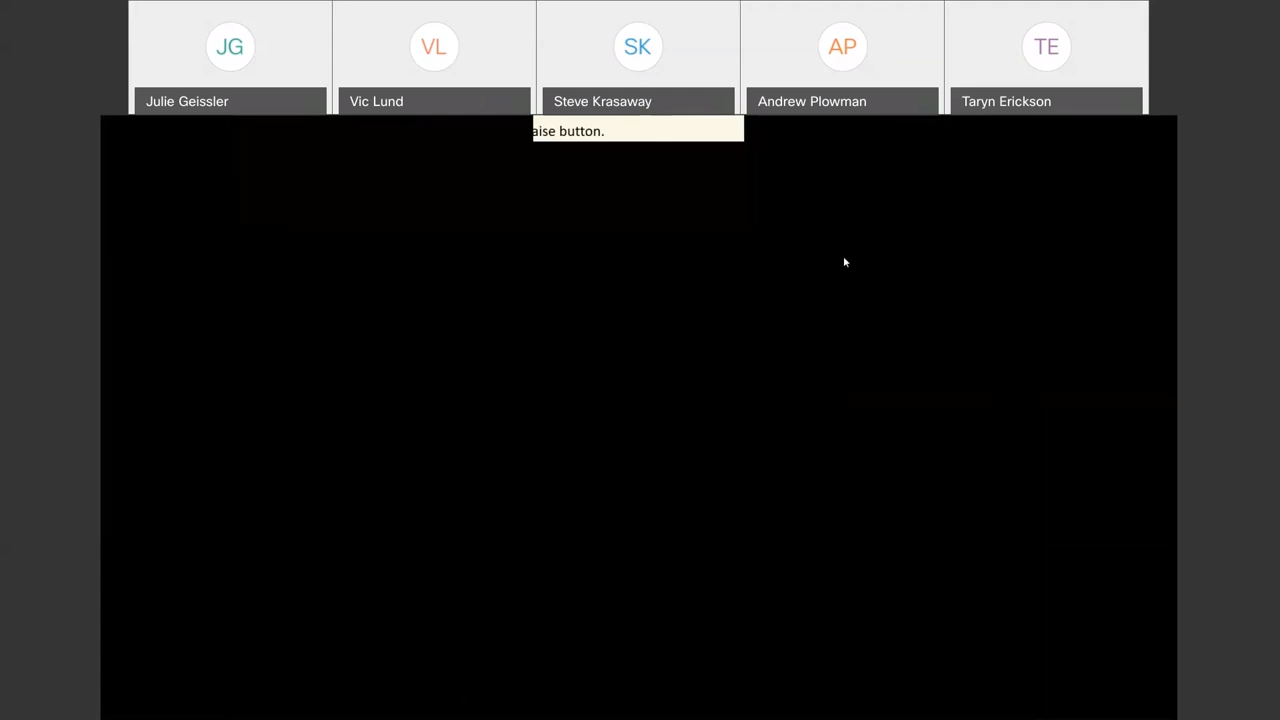 JG
VL
SK
AP
TE
Julie Geissler
Vic Lund
Steve Krasaway
Andrew Plowman
Taryn Erickson
aise button.